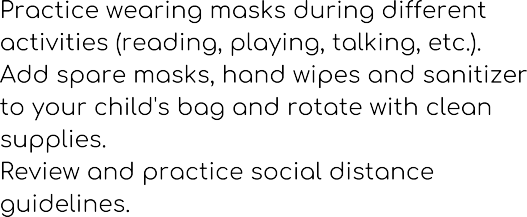 Practice wearing masks during different
activities (reading, playing, talking, etc.).
Add spare masks, hand wipes and sanitizer
to your child's bag and rotate with clean
supplies.
Review and practice social distance
guidelines.